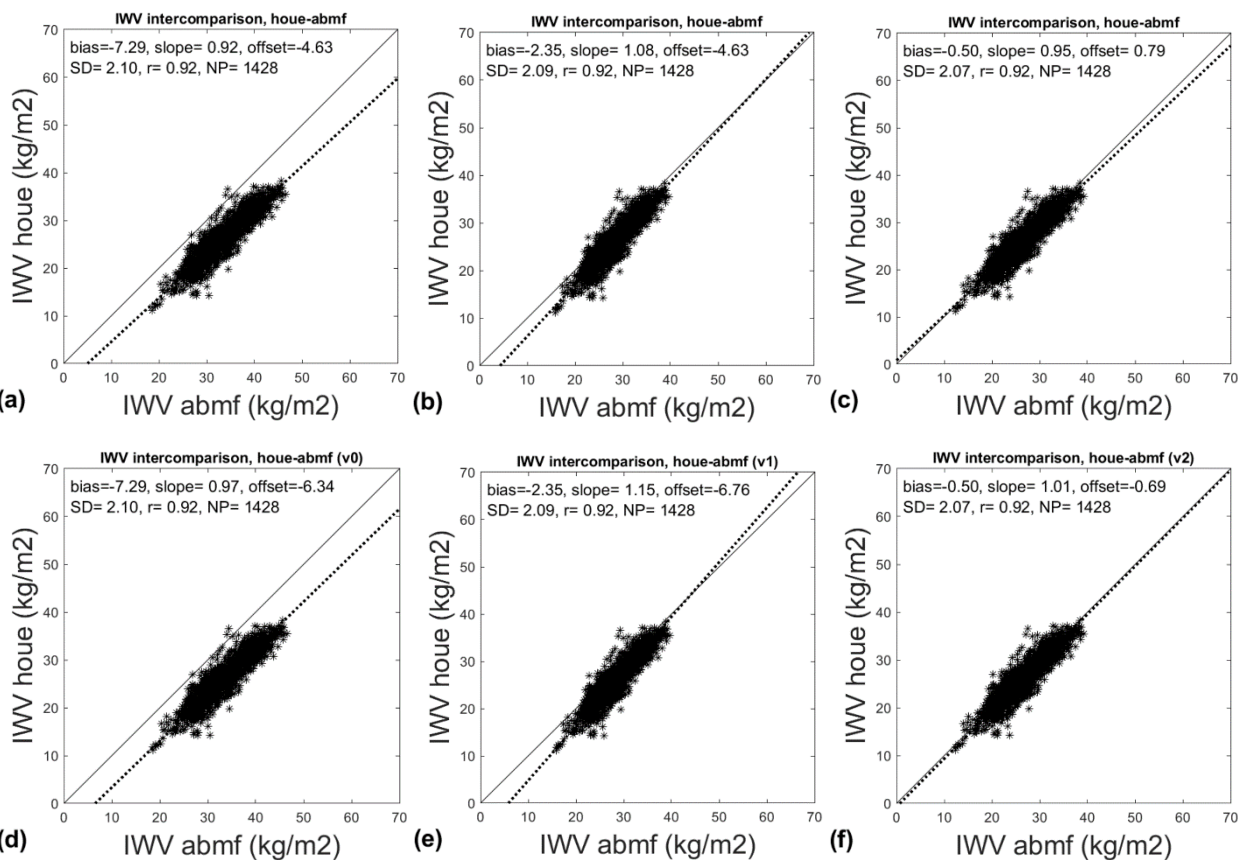 IWV intercomparison, houe-abmf
bias=-7.29, slope= 0.92, offset=-4.63
SD= 2.10, r= 0.92, NP= 1428
70
60
50
40
30
20
10
0
IWV houe (kg/m2)
0 10 20 30 40 50 60 70
(a)
IWV abmf (kg/m2)
IWV intercomparison, houe-abmf
bias=-2.35, slope= 1.08, offset=-4.63
SD= 2.09, r= 0.92, NP= 1428
70
60
50
40
30
20
10
0
IWV houe (kg/m2)
0 10 20 30 40 50 60 70
(b)
IWV abmf (kg/m2)
IWV intercomparison, houe-abmf
bias=-0.50, slope= 0.95, offset= 0.79
SD= 2.07, r= 0.92, NP= 1428
70
60
50
40
30
20
10
0
IWV houe (kg/m2)
0 10 20 30 40 50 60 70
(c)
IWV abmf (kg/m2)
IWV intercomparison, houe-abmf (v0)
bias=-7.29, slope= 0.97, offset=-6.34
SD= 2.10, r= 0.92, NP= 1428
70
60
50
40
30
20
10
0
IWV houe (kg/m2)
0 10 20 30 40 50 60 70
(d)
IWV abmf (kg/m2)
IWV intercomparison, houe-abmf (v1)
bias=-2.35, slope= 1.15, offset=-6.76
SD= 2.09, r= 0.92, NP= 1428
70
60
50
40
30
20
10
0
IWV houe (kg/m2)
0 10 20 30 40 50 60 70
(e)
IWV abmf (kg/m2)
IWV intercomparison, houe-abmf (v2)
bias=-0.50, slope= 1.01, offset=-0.69
SD= 2.07, r= 0.92, NP= 1428
70
60
50
40
30
20
10
0
IWV houe (kg/m2)
0 10 20 30 40 50 60 70
(f)
IWV abmf (kg/m2)